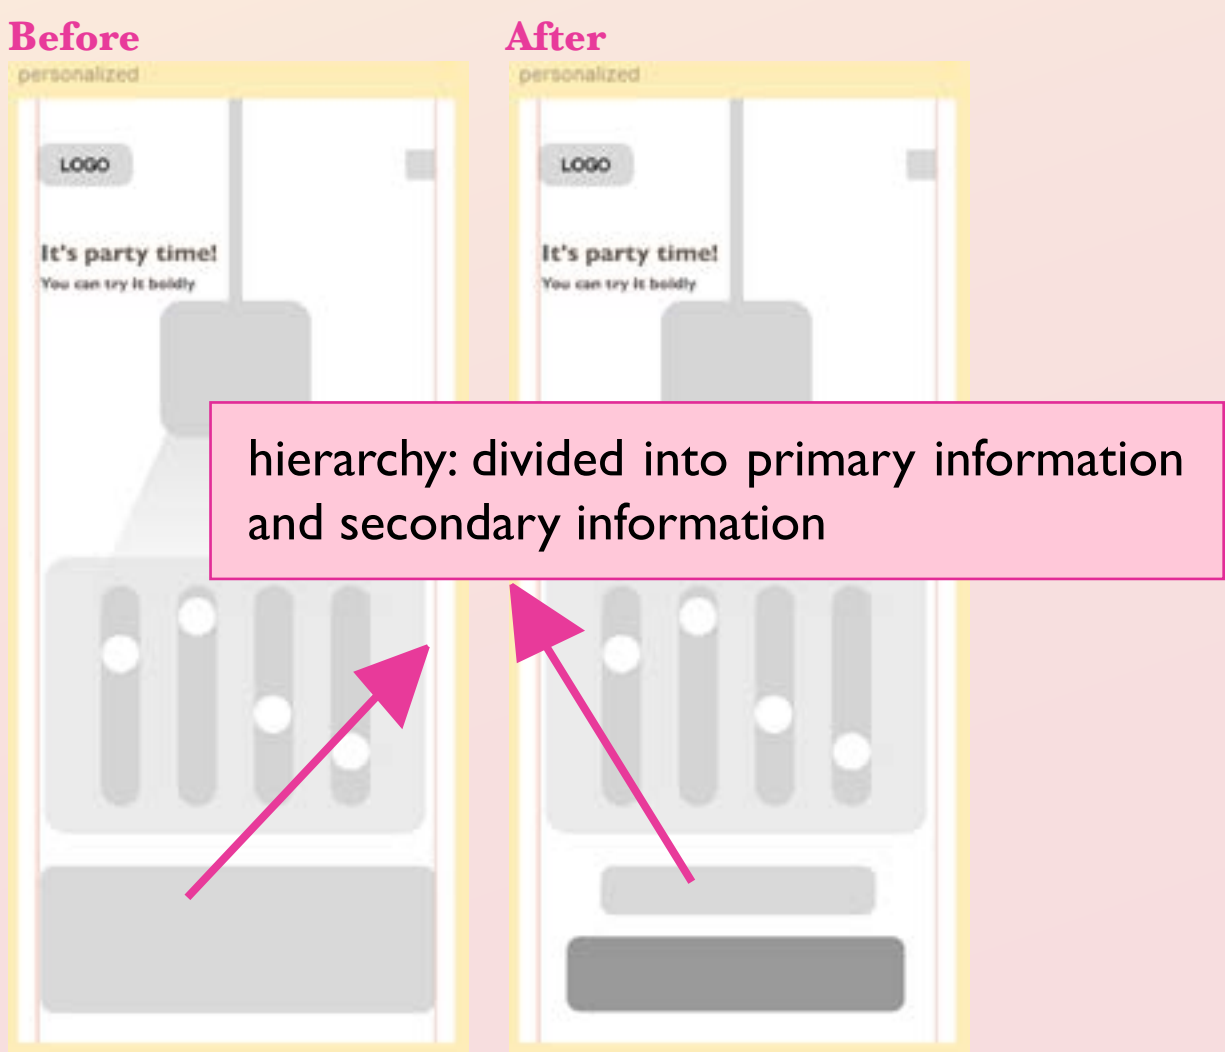 Before
After
personalized
personalized
LOGO
LOGO
It's party time!
It's party time!
You can try it boldly
You can try it boldly
hierarchy: divided into primary information
and secondary information